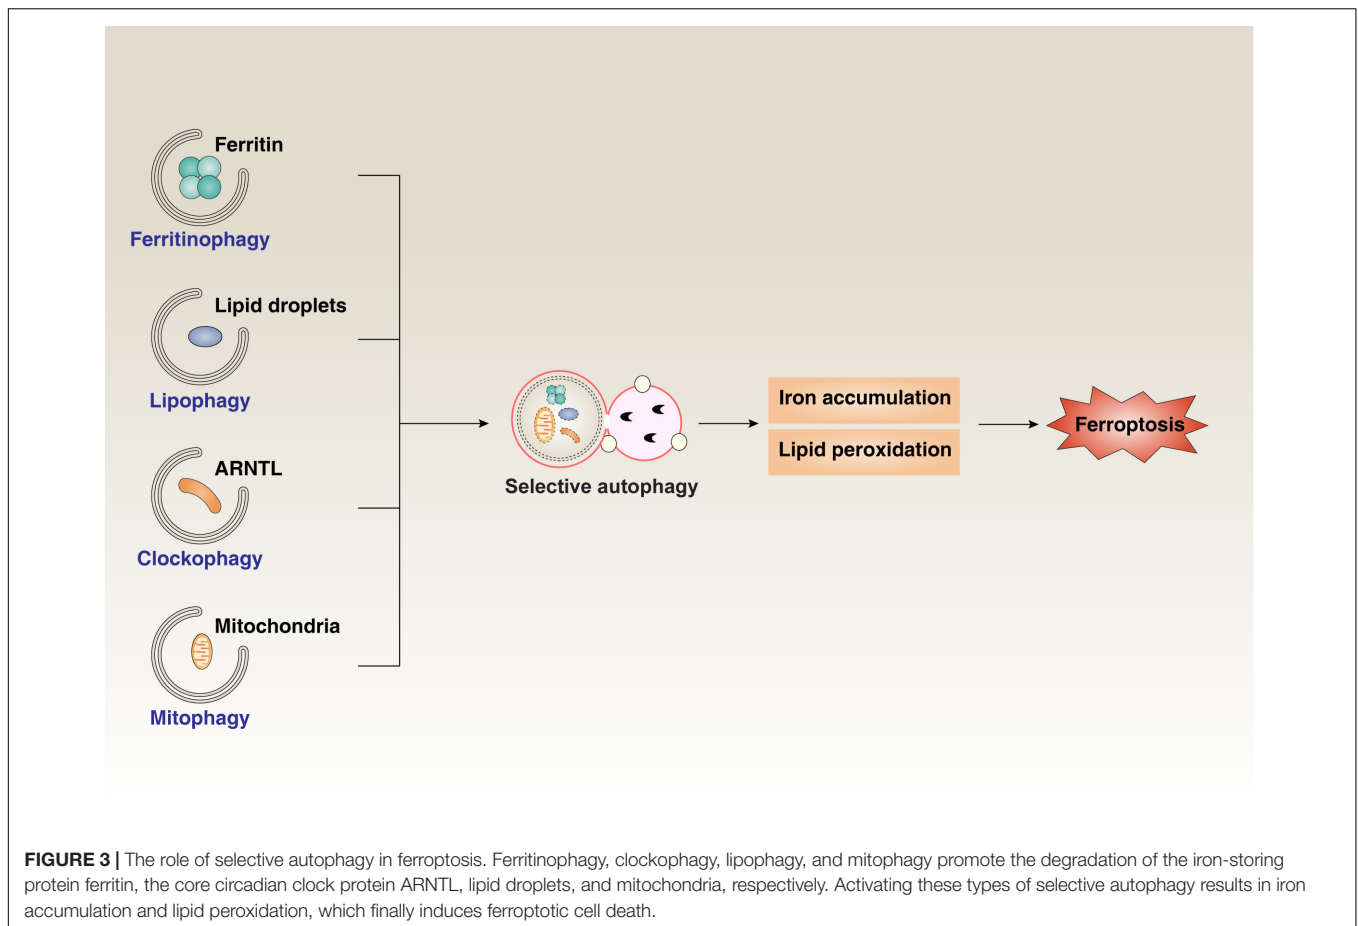 Ferritin
Ferritinophagy
Lipid droplets
Lipophagy
ARNTL
Clockophagy
Mitochondria
Mitophagy
Selective autophagy
Iron accumulation
Lipid peroxidation
Ferroptosis
FIGURE 3 | The role of selective autophagy in ferroptosis. Ferritinophagy, clockophagy, lipophagy, and mitophagy promote the degradation of the iron-storing
protein ferritin, the core circadian clock protein ARNTL, lipid droplets, and mitochondria, respectively. Activating these types of selective autophagy results in iron
accumulation and lipid peroxidation, which finally induces ferroptotic cell death.